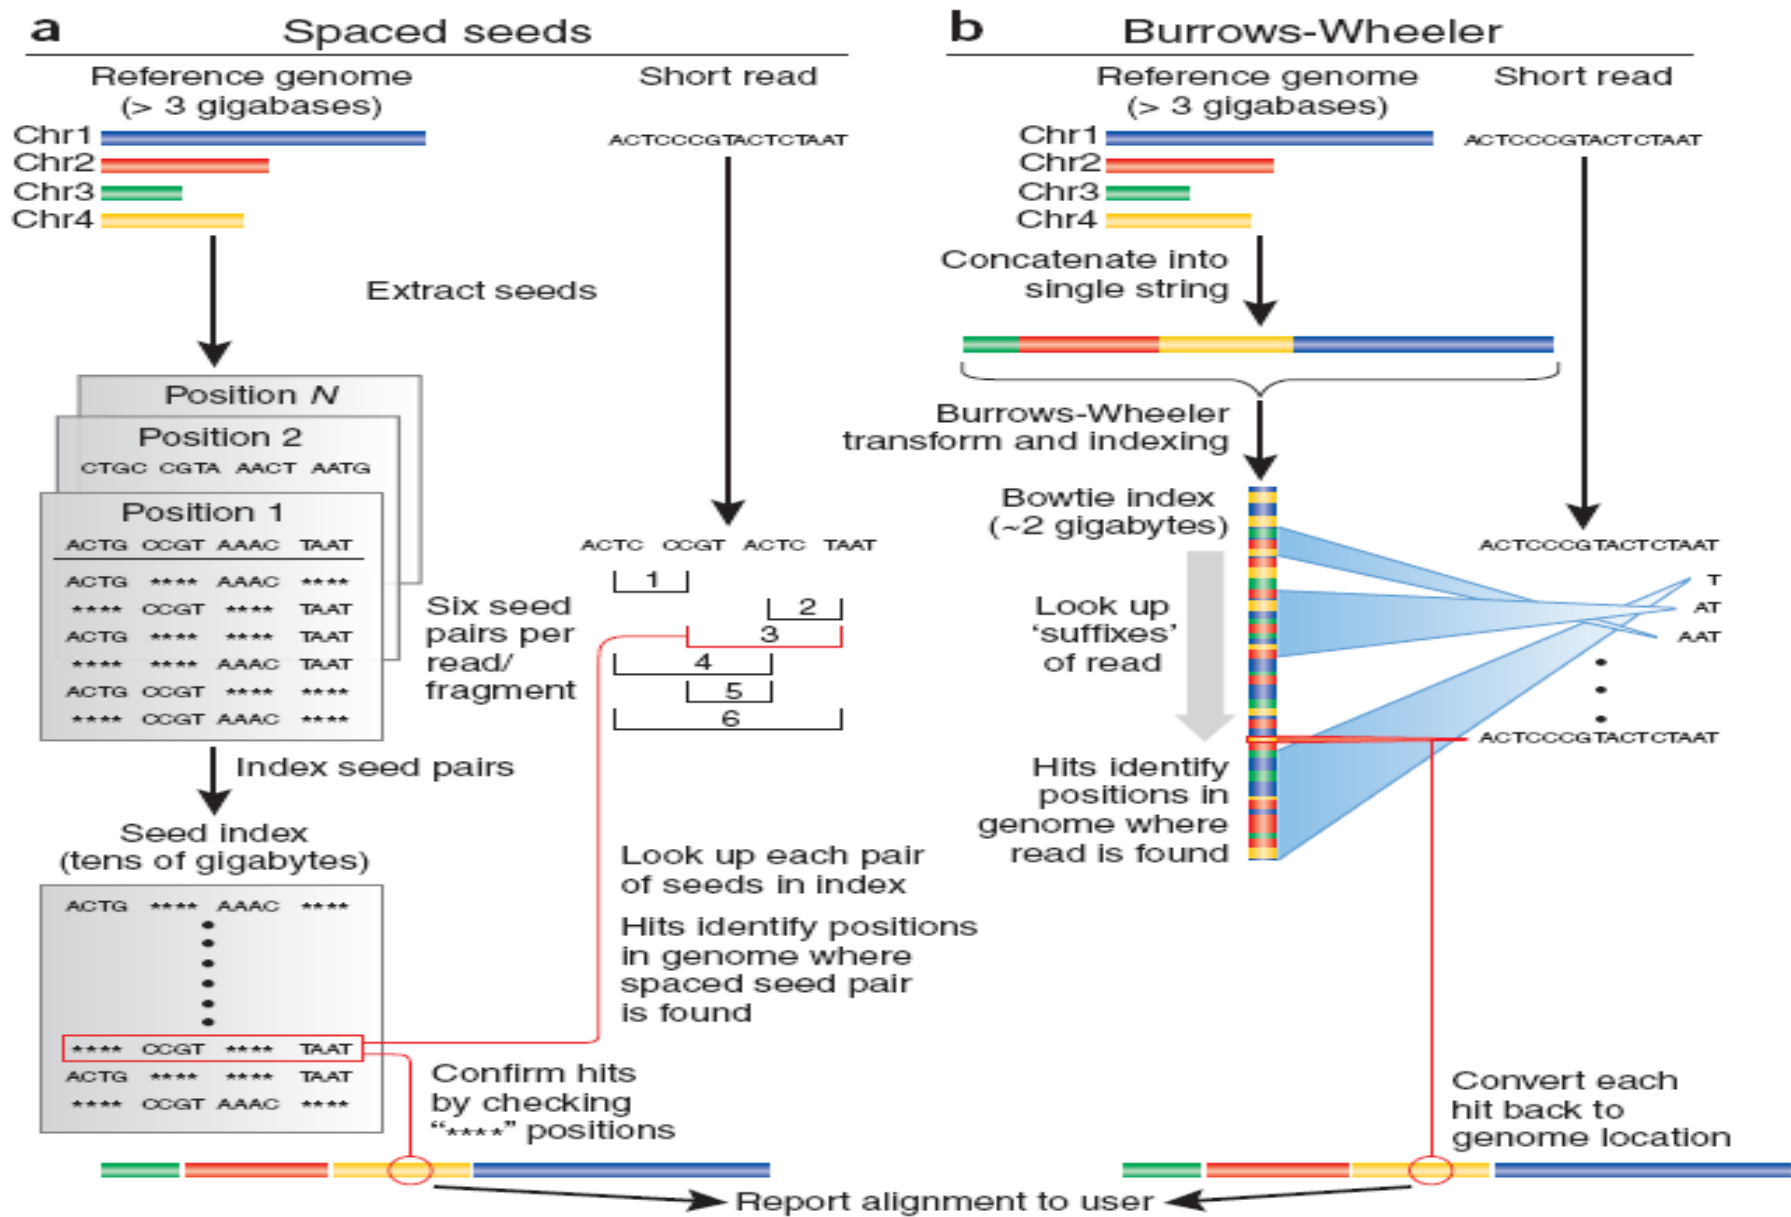 a Spaced seeds
Reference genome
(> 3 gigabases)
Short read
Chr1
Chr2
Chr3
Chr4
ACTCCCGTACTCTAAT
Extract seeds
Position N
Position 2
CTGC CGTA AACT AATG
Position 1
ACTG CCGT AAAC TAAT
ACTG **** AAAC ****
**** CCGT **** TAAT
ACTG **** **** TAAT
**** **** AAAC TAAT
ACTG CCGT **** ****
**** CCGT AAAC ****
Six seed
pairs per
read/
fragment
ACTC CCGT ACTC TAAT
1
2
3
4
5
6
Index seed pairs
Seed index
(tens of gigabytes)
ACTG **** AAAC ****
**** CCGT **** TAAT
ACTG **** **** TAAT
**** CCGT AAAC ****
Look up each pair
of seeds in index
Hits identify positions
in genome where
spaced seed pair
is found
Confirm hits
by checking
"****" positions
b Burrows-Wheeler
Reference genome
(> 3 gigabases)
Short read
Chr1
Chr2
Chr3
Chr4
ACTCCCGTACTCTAAT
Concatenate into
single string
Burrows-Wheeler
transform and indexing
Bowtie index
(~2 gigabytes)
ACTCCCGTACTCTAAT
T
AT
AAT
ACTCCCGTACTCTAAT
Look up
'suffixes'
of read
Hits identify
positions in
genome where
read is found
Convert each
hit back to
genome location
Report alignment to user